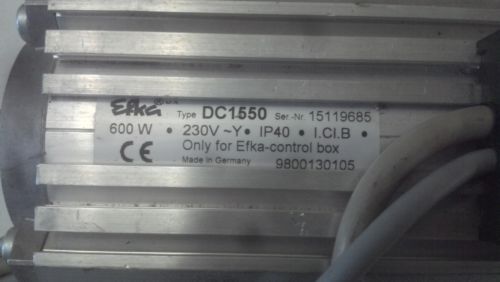 Efka® Type DC1550 Ser.-Nr. 15119685
600 W • 230V ~Y • IP40 • I.Cl.B •
CE Only for Efka-control box
Made in Germany 9800130105